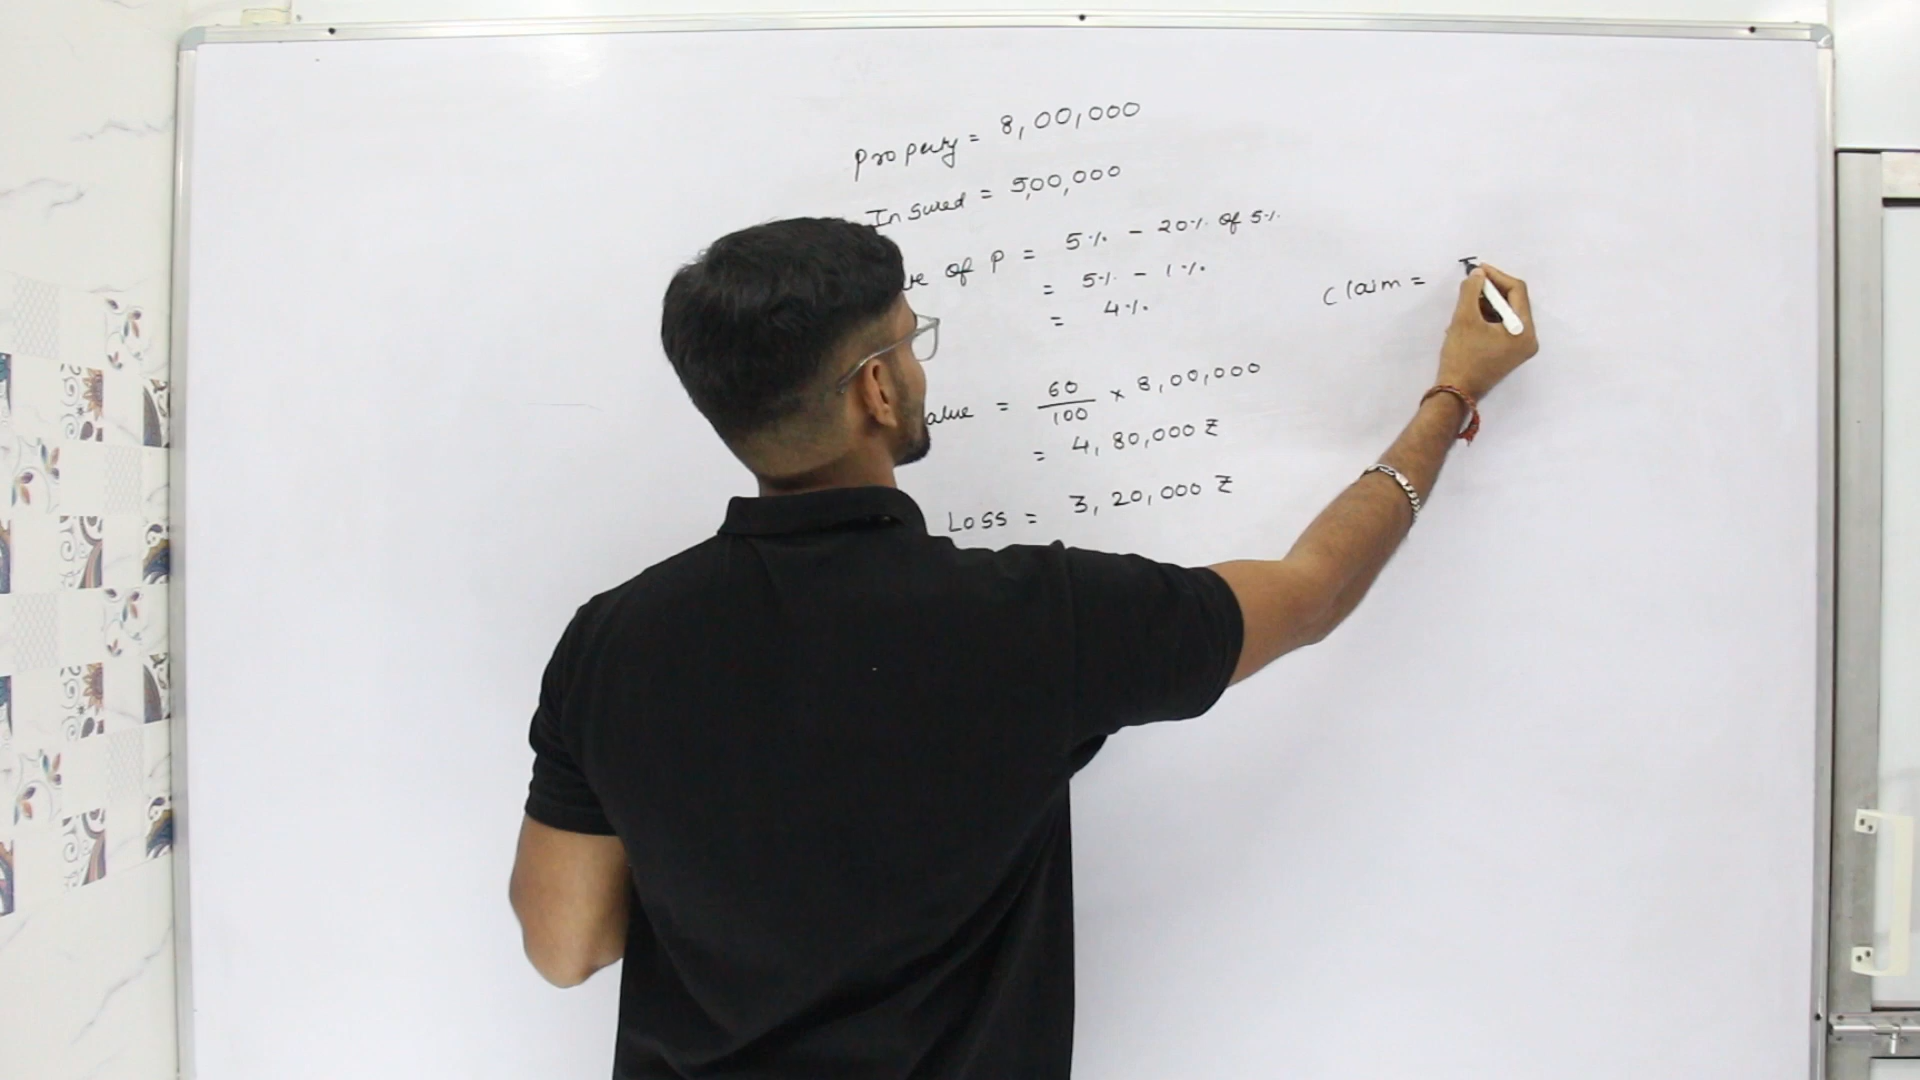 Property = 8,00,000
Insured = 5,00,000
of P = 5% - 20% of 5%
= 5% - 1%
= 4%
= 60/100 × 8,00,000
= 4,80,000 ₹
Loss = 3,20,000 ₹
Claim =